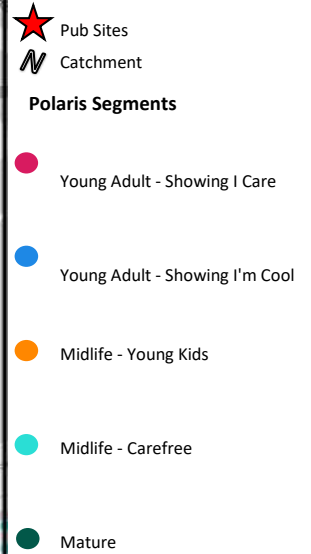 Pub Sites
Catchment
Polaris Segments
Young Adult - Showing I Care
Young Adult - Showing I'm Cool
Midlife - Young Kids
Midlife - Carefree
Mature